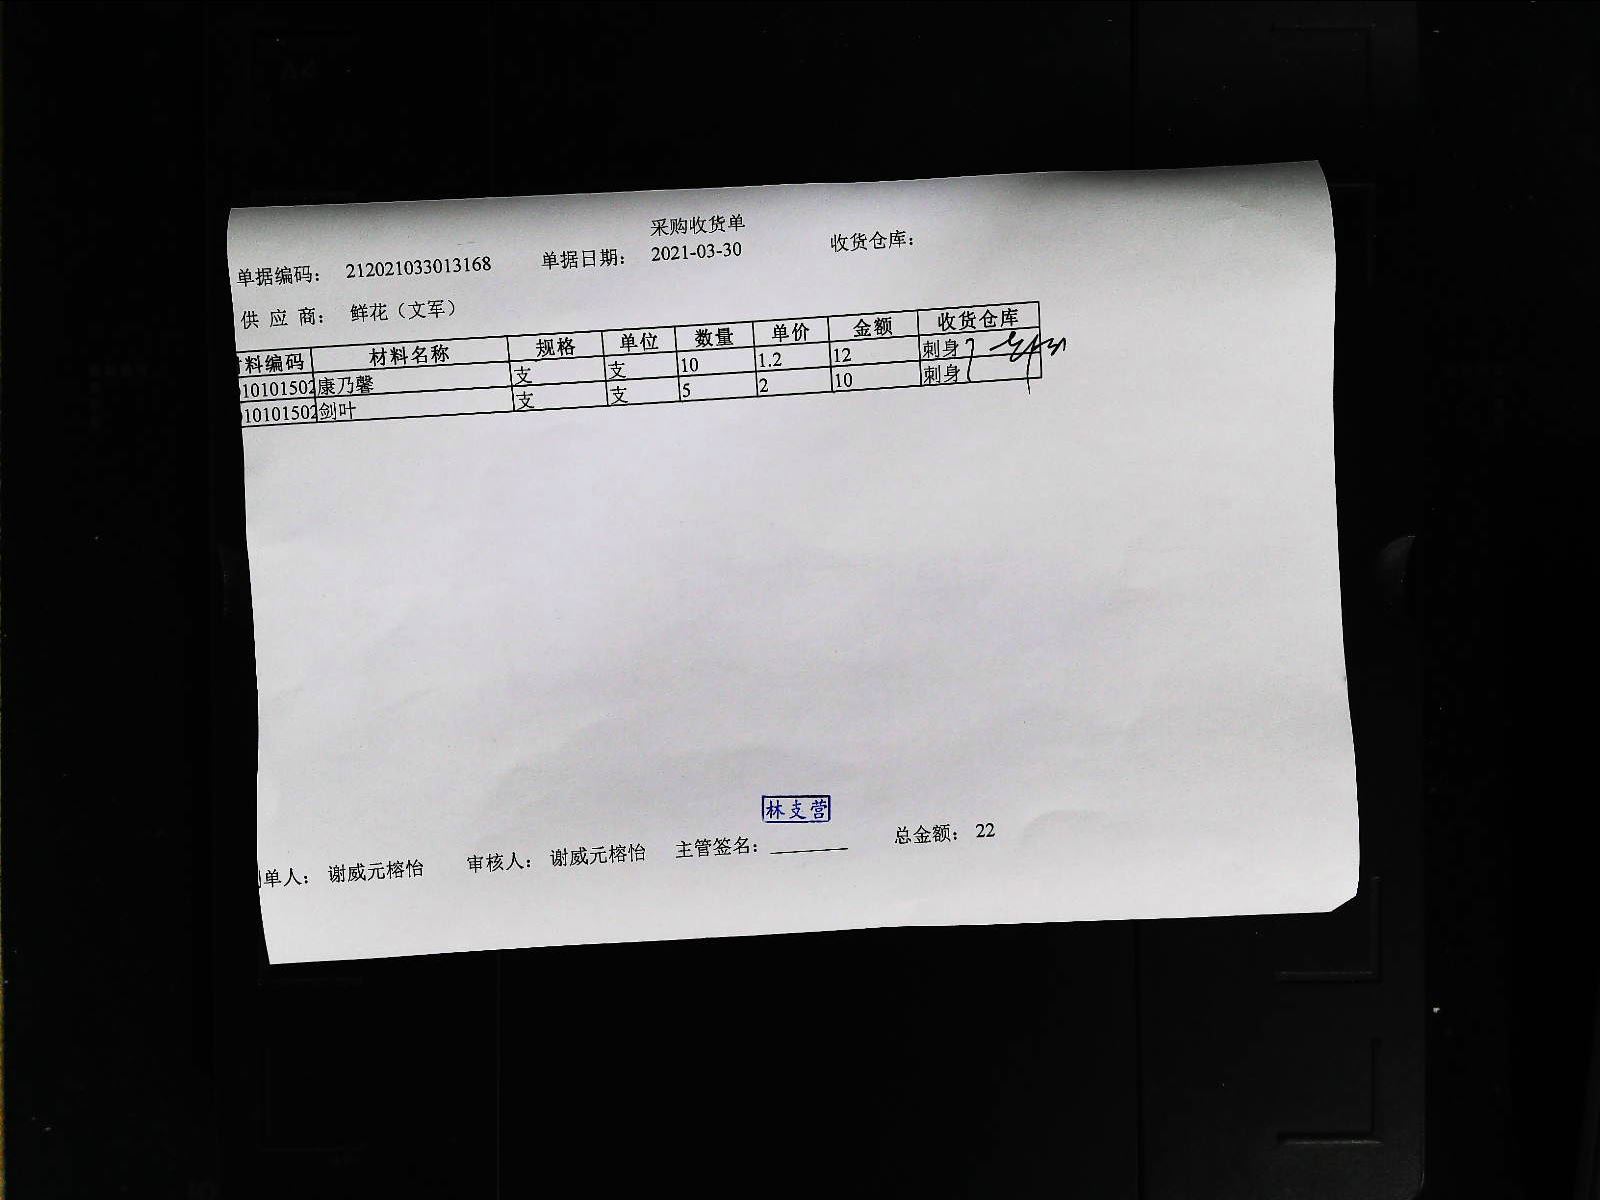 采购收货单
单据编码： 212021033013168 单据日期： 2021-03-30 收货仓库：
供 应 商： 鲜花（文军）
料编码 材料名称 规格 单位 数量 单价 金额 收货仓库
10101502 康乃馨 支 支 10 1.2 12 刺身
10101502 剑叶 支 支 5 2 10 刺身
林支营
单人： 谢威元榕怡 审核人： 谢威元榕怡 主管签名： 总金额： 22